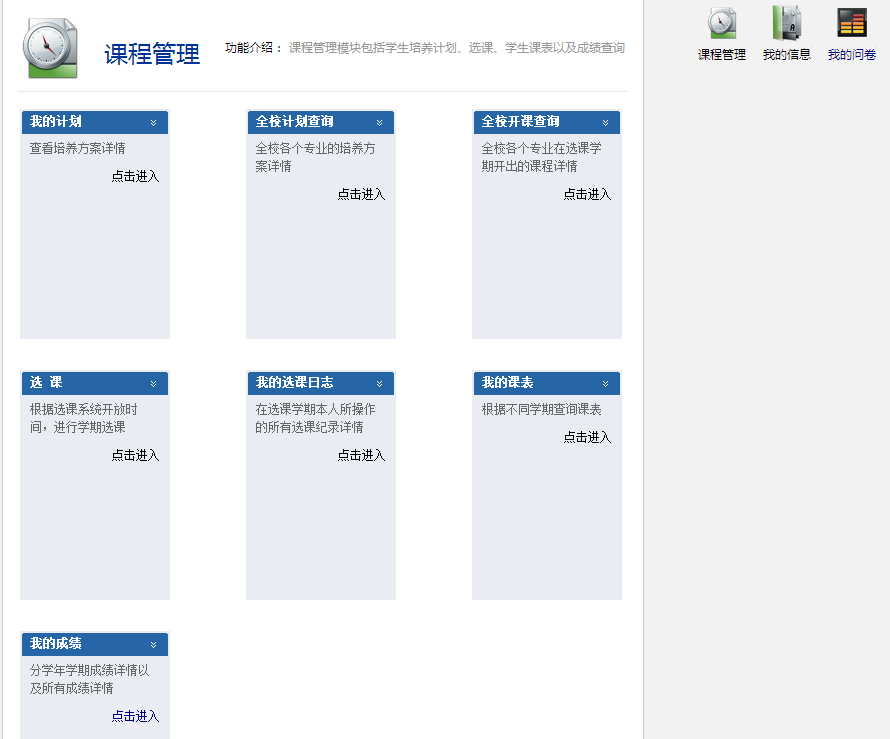 课程管理
功能介绍： 课程管理模块包括学生培养计划、选课、学生课表以及成绩查询
课程管理
我的信息
我的问卷
我的计划
查看培养方案详情
点击进入
全校计划查询
全校各个专业的培养方
案详情
点击进入
全校开课查询
全校各个专业在选课学
期开出的课程详情
点击进入
选 课
根据选课系统开放时
间，进行学期选课
点击进入
我的选课日志
在选课学期本人所操作
的所有选课纪录详情
点击进入
我的课表
根据不同学期查询课表
点击进入
我的成绩
分学年学期成绩详情以
及所有成绩详情
点击进入